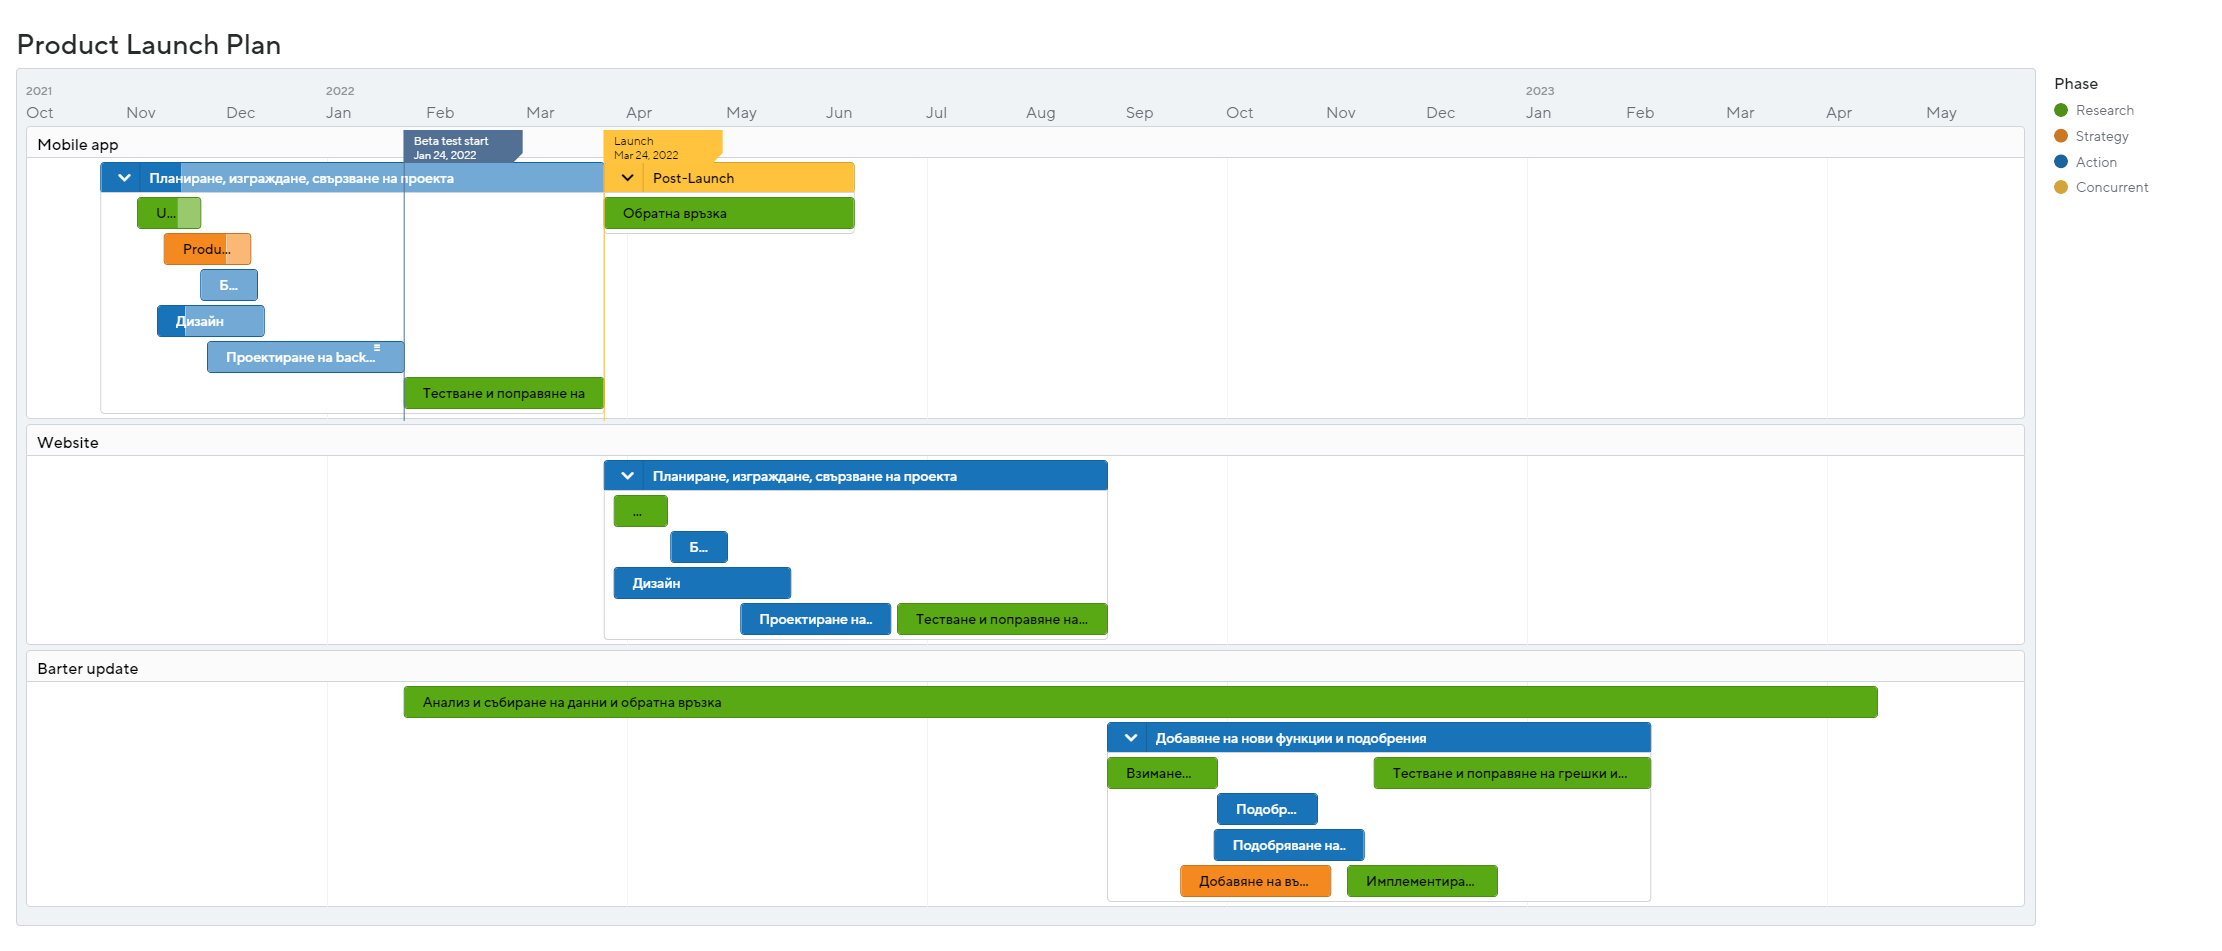 Product Launch Plan
2021 2022 2023
Oct Nov Dec Jan Feb Mar Apr May Jun Jul Aug Sep Oct Nov Dec Jan Feb Mar Apr May
Phase
Research
Strategy
Action
Concurrent
Mobile app
Beta test start
Jan 24, 2022
Launch
Mar 24, 2022
Планиране, изграждане, свързване на проекта
Post-Launch
U...
Обратна връзка
Produ...
Б...
Дизайн
Проектиране на back...
Тестване и поправяне на
Website
Планиране, изграждане, свързване на проекта
...
Б...
Дизайн
Проектиране на..
Тестване и поправяне на...
Barter update
Анализ и събиране на данни и обратна връзка
Добавяне на нови функции и подобрения
Взимане...
Тестване и поправяне на грешки и...
Подобр...
Подобряване на..
Добавяне на въ...
Имплементира...